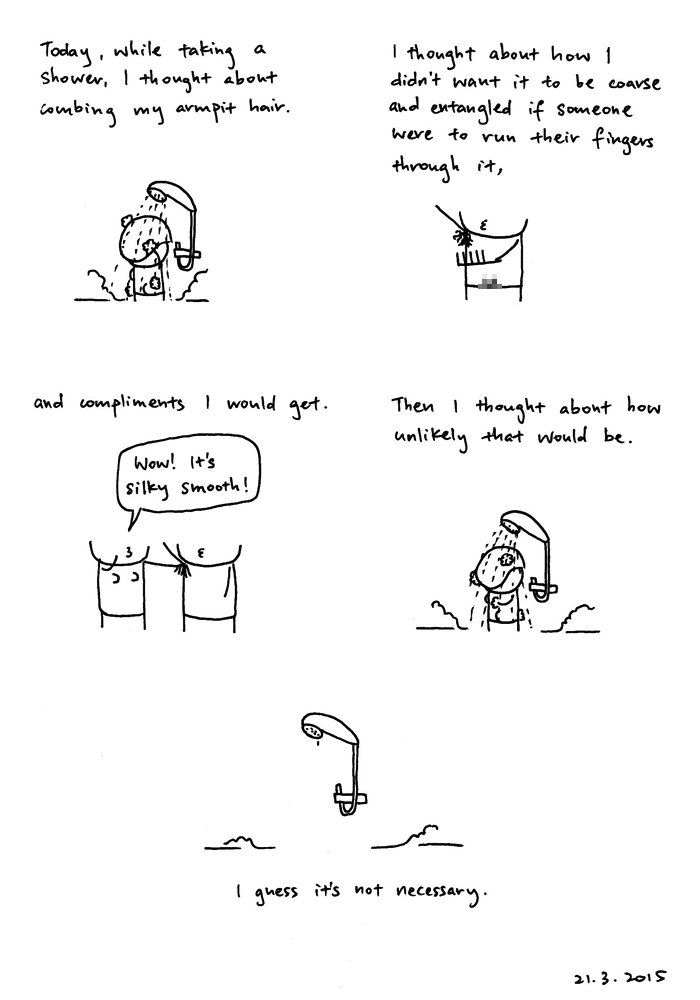 Today, while taking a
shower, I thought about
combing my armpit hair.
I thought about how I
didn't want it to be coarse
and entangled if someone
were to run their fingers
through it,
and compliments I would get.
Wow! It's
silky smooth!
Then I thought about how
unlikely that would be.
I guess it's not necessary.
21.3.2015